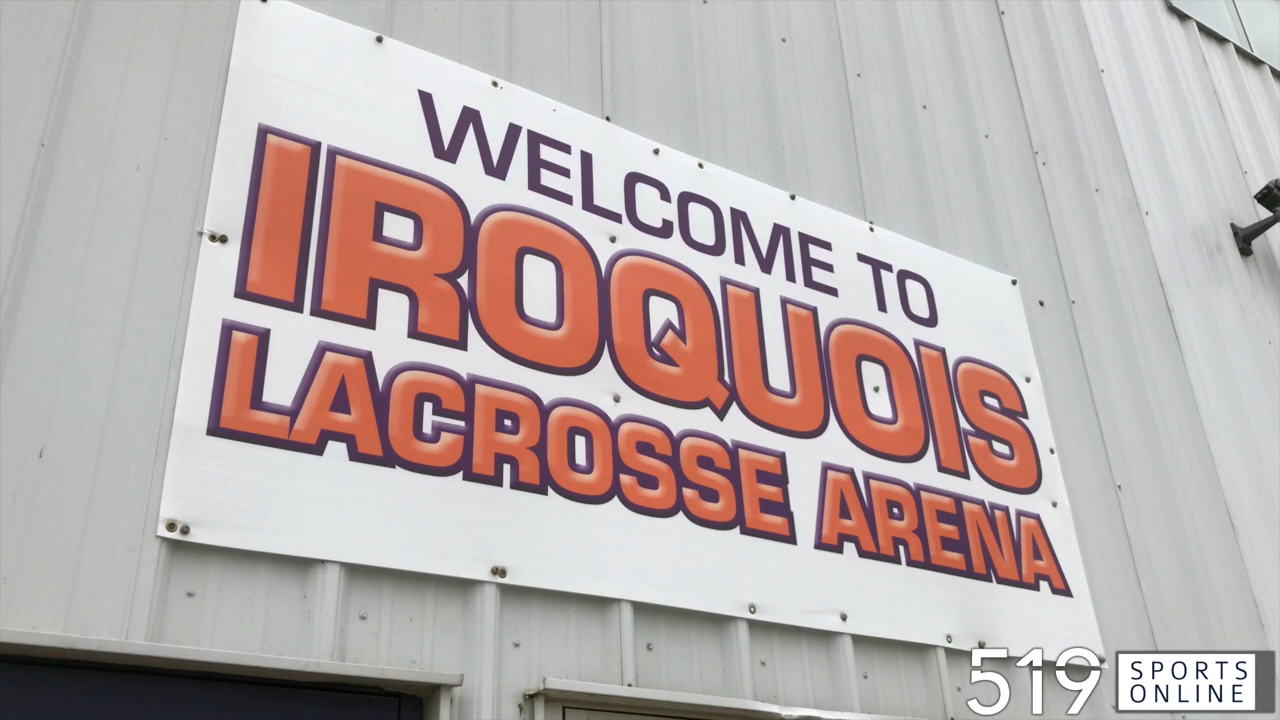 WELCOME TO
IROQUOIS
LACROSSE ARENA
519 SPORTS
ONLINE